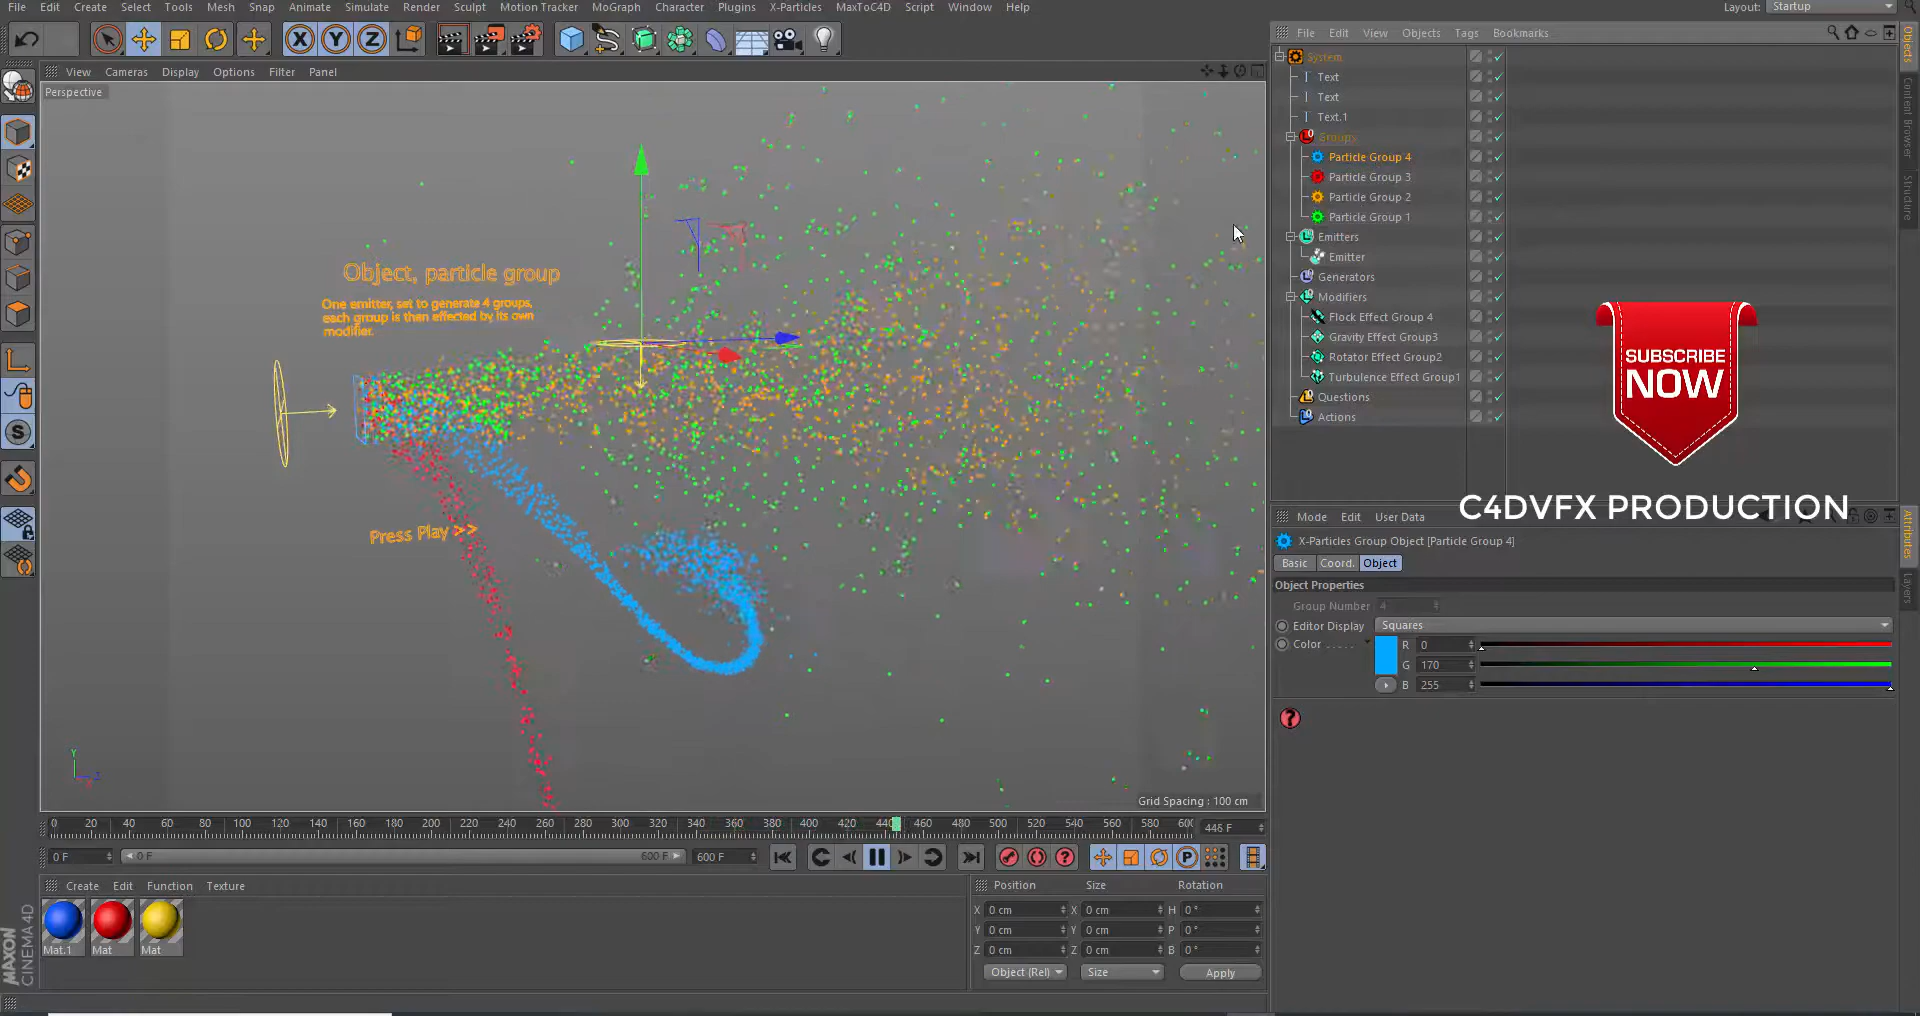 File Edit Create Select Tools Mesh Snap Animate Simulate Render Sculpt Motion Tracker MoGraph Character Plugins X-Particles MaxToC4D Script Window Help
Layout: Startup
View Cameras Display Options Filter Panel
Perspective
Object, particle group
One emitter, set to generate 4 groups,
each group is then effected by its own
modifier.
Press Play >>
Y
Z
Grid Spacing : 100 cm
File Edit View Objects Tags Bookmarks
System
Text
Text
Text.1
Groups
Particle Group 4
Particle Group 3
Particle Group 2
Particle Group 1
Emitters
Emitter
Generators
Modifiers
Flock Effect Group 4
Gravity Effect Group3
Rotator Effect Group2
Turbulence Effect Group1
Questions
Actions
Objects
Content Browser
Structure
SUBSCRIBE
NOW
C4DVFX PRODUCTION
Mode Edit User Data
X-Particles Group Object [Particle Group 4]
Basic Coord. Object
Object Properties
Group Number 4
Editor Display Squares
Color R 0
G 170
B 255
Attributes
Layers
0 20 40 60 80 100 120 140 160 180 200 220 240 260 280 300 320 340 360 380 400 420 440 460 480 500 520 540 560 580 600
446 F
0 F
0 F
600 F
600 F
Create Edit Function Texture
Mat.1 Mat Mat
MAXON
CINEMA 4D
Position Size Rotation
X 0 cm X 0 cm H 0 °
Y 0 cm Y 0 cm P 0 °
Z 0 cm Z 0 cm B 0 °
Object (Rel) Size Apply